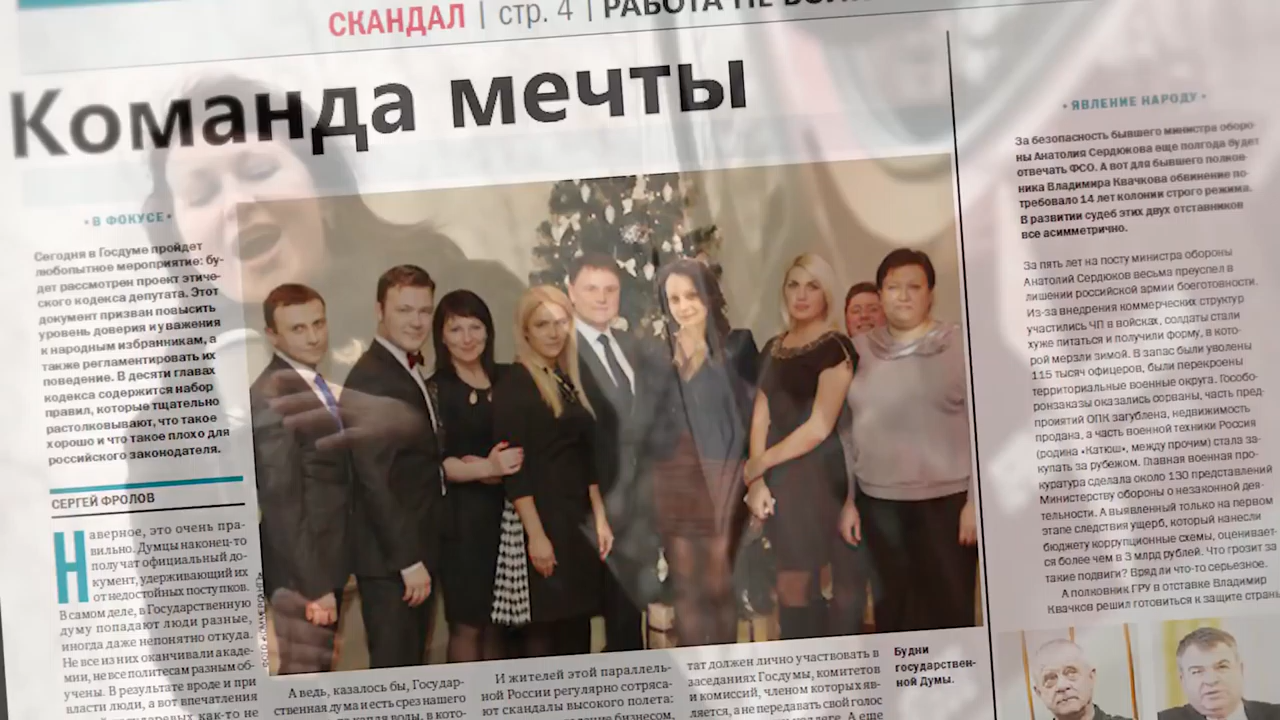 СКАНДАЛ | стр. 4 | РАБОТА НЕ
Команда мечты
• В ФОКУСЕ •
Сегодня в Госдуме пройдет
любопытное мероприятие: бу-
дет рассмотрен проект этиче-
ского кодекса депутата. Этот
документ призван повысить
уровень доверия и уважения
к народным избранникам, а
также регламентировать их
поведение. В десяти главах
кодекса содержится набор
правил, которые тщательно
растолковывают, что такое
хорошо и что такое плохо для
российского законодателя.
СЕРГЕЙ ФРОЛОВ
Наверное, это очень пра-
вильно. Думцы наконец-то
получат официальный до-
кумент, удерживающий их
от недостойных поступков.
В самом деле, в Государственную
думу попадают люди разные,
иногда даже непонятно откуда.
Не все из них оканчивали акаде-
мии, не все политесам разным об-
учены. В результате вроде и при
власти люди, а вот впечатления
как-то не
А ведь, казалось бы, Государ-
ственная дума и есть срез нашего
капля воды, в кото-
И жителей этой параллель-
ной России регулярно сотряса-
ют скандалы высокого полета:
бизнесом,
тат должен лично участвовать в
заседаниях Госдумы, комитетов
и комиссий, членом которых яв-
ляется, а не передавать свой голос
коллеге. А еще
Будни
государствен-
ной Думы.
• ЯВЛЕНИЕ НАРОДУ •
За безопасность бывшего министра оборо-
ны Анатолия Сердюкова еще полгода будет
отвечать ФСО. А вот для бывшего полков-
ника Владимира Квачкова обвинение по-
требовало 14 лет колонии строго режима.
В развитии судеб этих двух отставников
все асимметрично.
За пять лет на посту министра обороны
Анатолий Сердюков весьма преуспел в
лишении российской армии боеготовности.
Из-за внедрения коммерческих структур
участились ЧП в войсках, солдаты стали
хуже питаться и получили форму, в кото-
рой мерзли зимой. В запас были уволены
115 тысяч офицеров, были перекроены
территориальные военные округа. Гособо-
ронзаказы оказались сорваны, часть пред-
приятий ОПК загублена, недвижимость
продана, а часть военной техники Россия
(родина «Катюш», между прочим) стала за-
купать за рубежом. Главная военная про-
куратура сделала около 130 представлений
Министерству обороны о незаконной дея-
тельности. А выявленный только на первом
этапе следствия ущерб, который нанесли
бюджету коррупционные схемы, оценивает-
ся более чем в 3 млрд рублей. Что грозит за
такие подвиги? Вряд ли что-то серьезное.
А полковник ГРУ в отставке Владимир
Квачков решил готовиться к защите страны